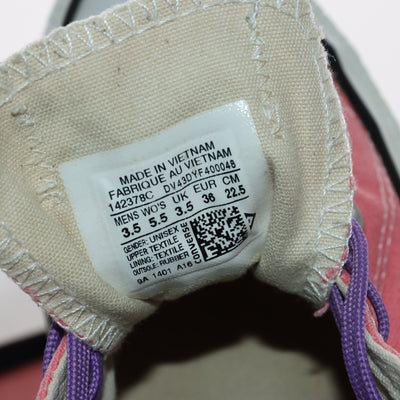 MADE IN VIETNAM
FABRIQUE AU VIETNAM
142378C DV43DYF400048
MENS WO'S UK EUR CM
3.5 5.5 3.5 36 22.5
GENDER: UNISEX
UPPER: TEXTILE
LINING: TEXTILE
OUTSOLE: RUBBER
GA 1401 A16
CONVERSE